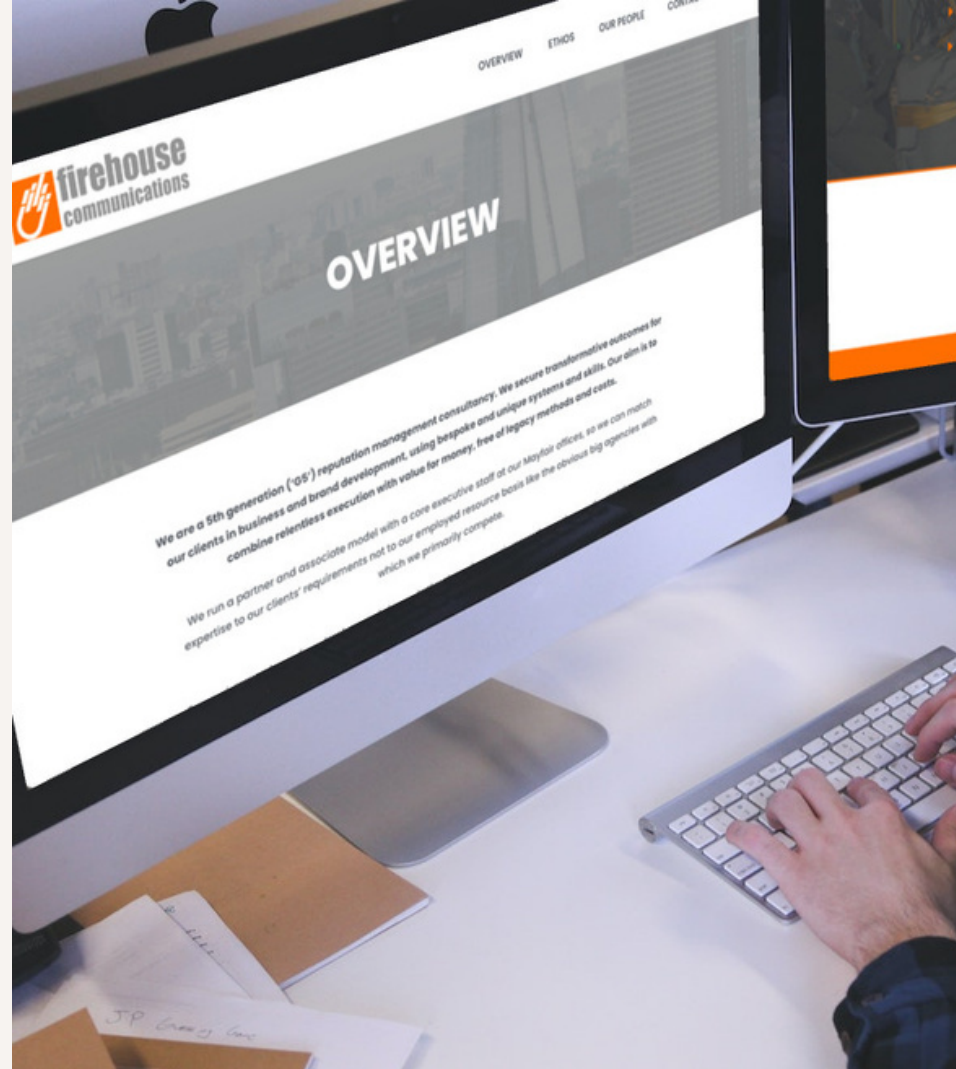 OVERVIEW ETHOS OUR PEOPLE
firehouse
communications
OVERVIEW
We are a 5th generation ('G5') reputation management consultancy. We secure transformative outcomes for
our clients in business and brand development, using bespoke and unique systems and skills. Our aim is to
combine relentless execution with value for money, free of legacy methods and costs.
We run a partner and associate model with a core executive staff at our Mayfair offices, so we can match
expertise to our clients' requirements not to our employed resource basis like the obvious big agencies with
which we primarily compete.